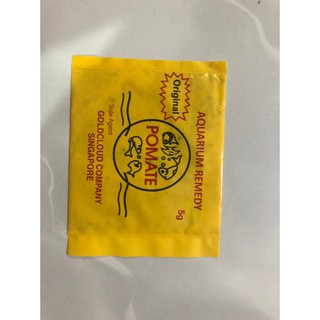 AQUARIUM REMEDY
Original
5g
POMATE
Sole Agent
GOLDCLOUD COMPANY
SINGAPORE